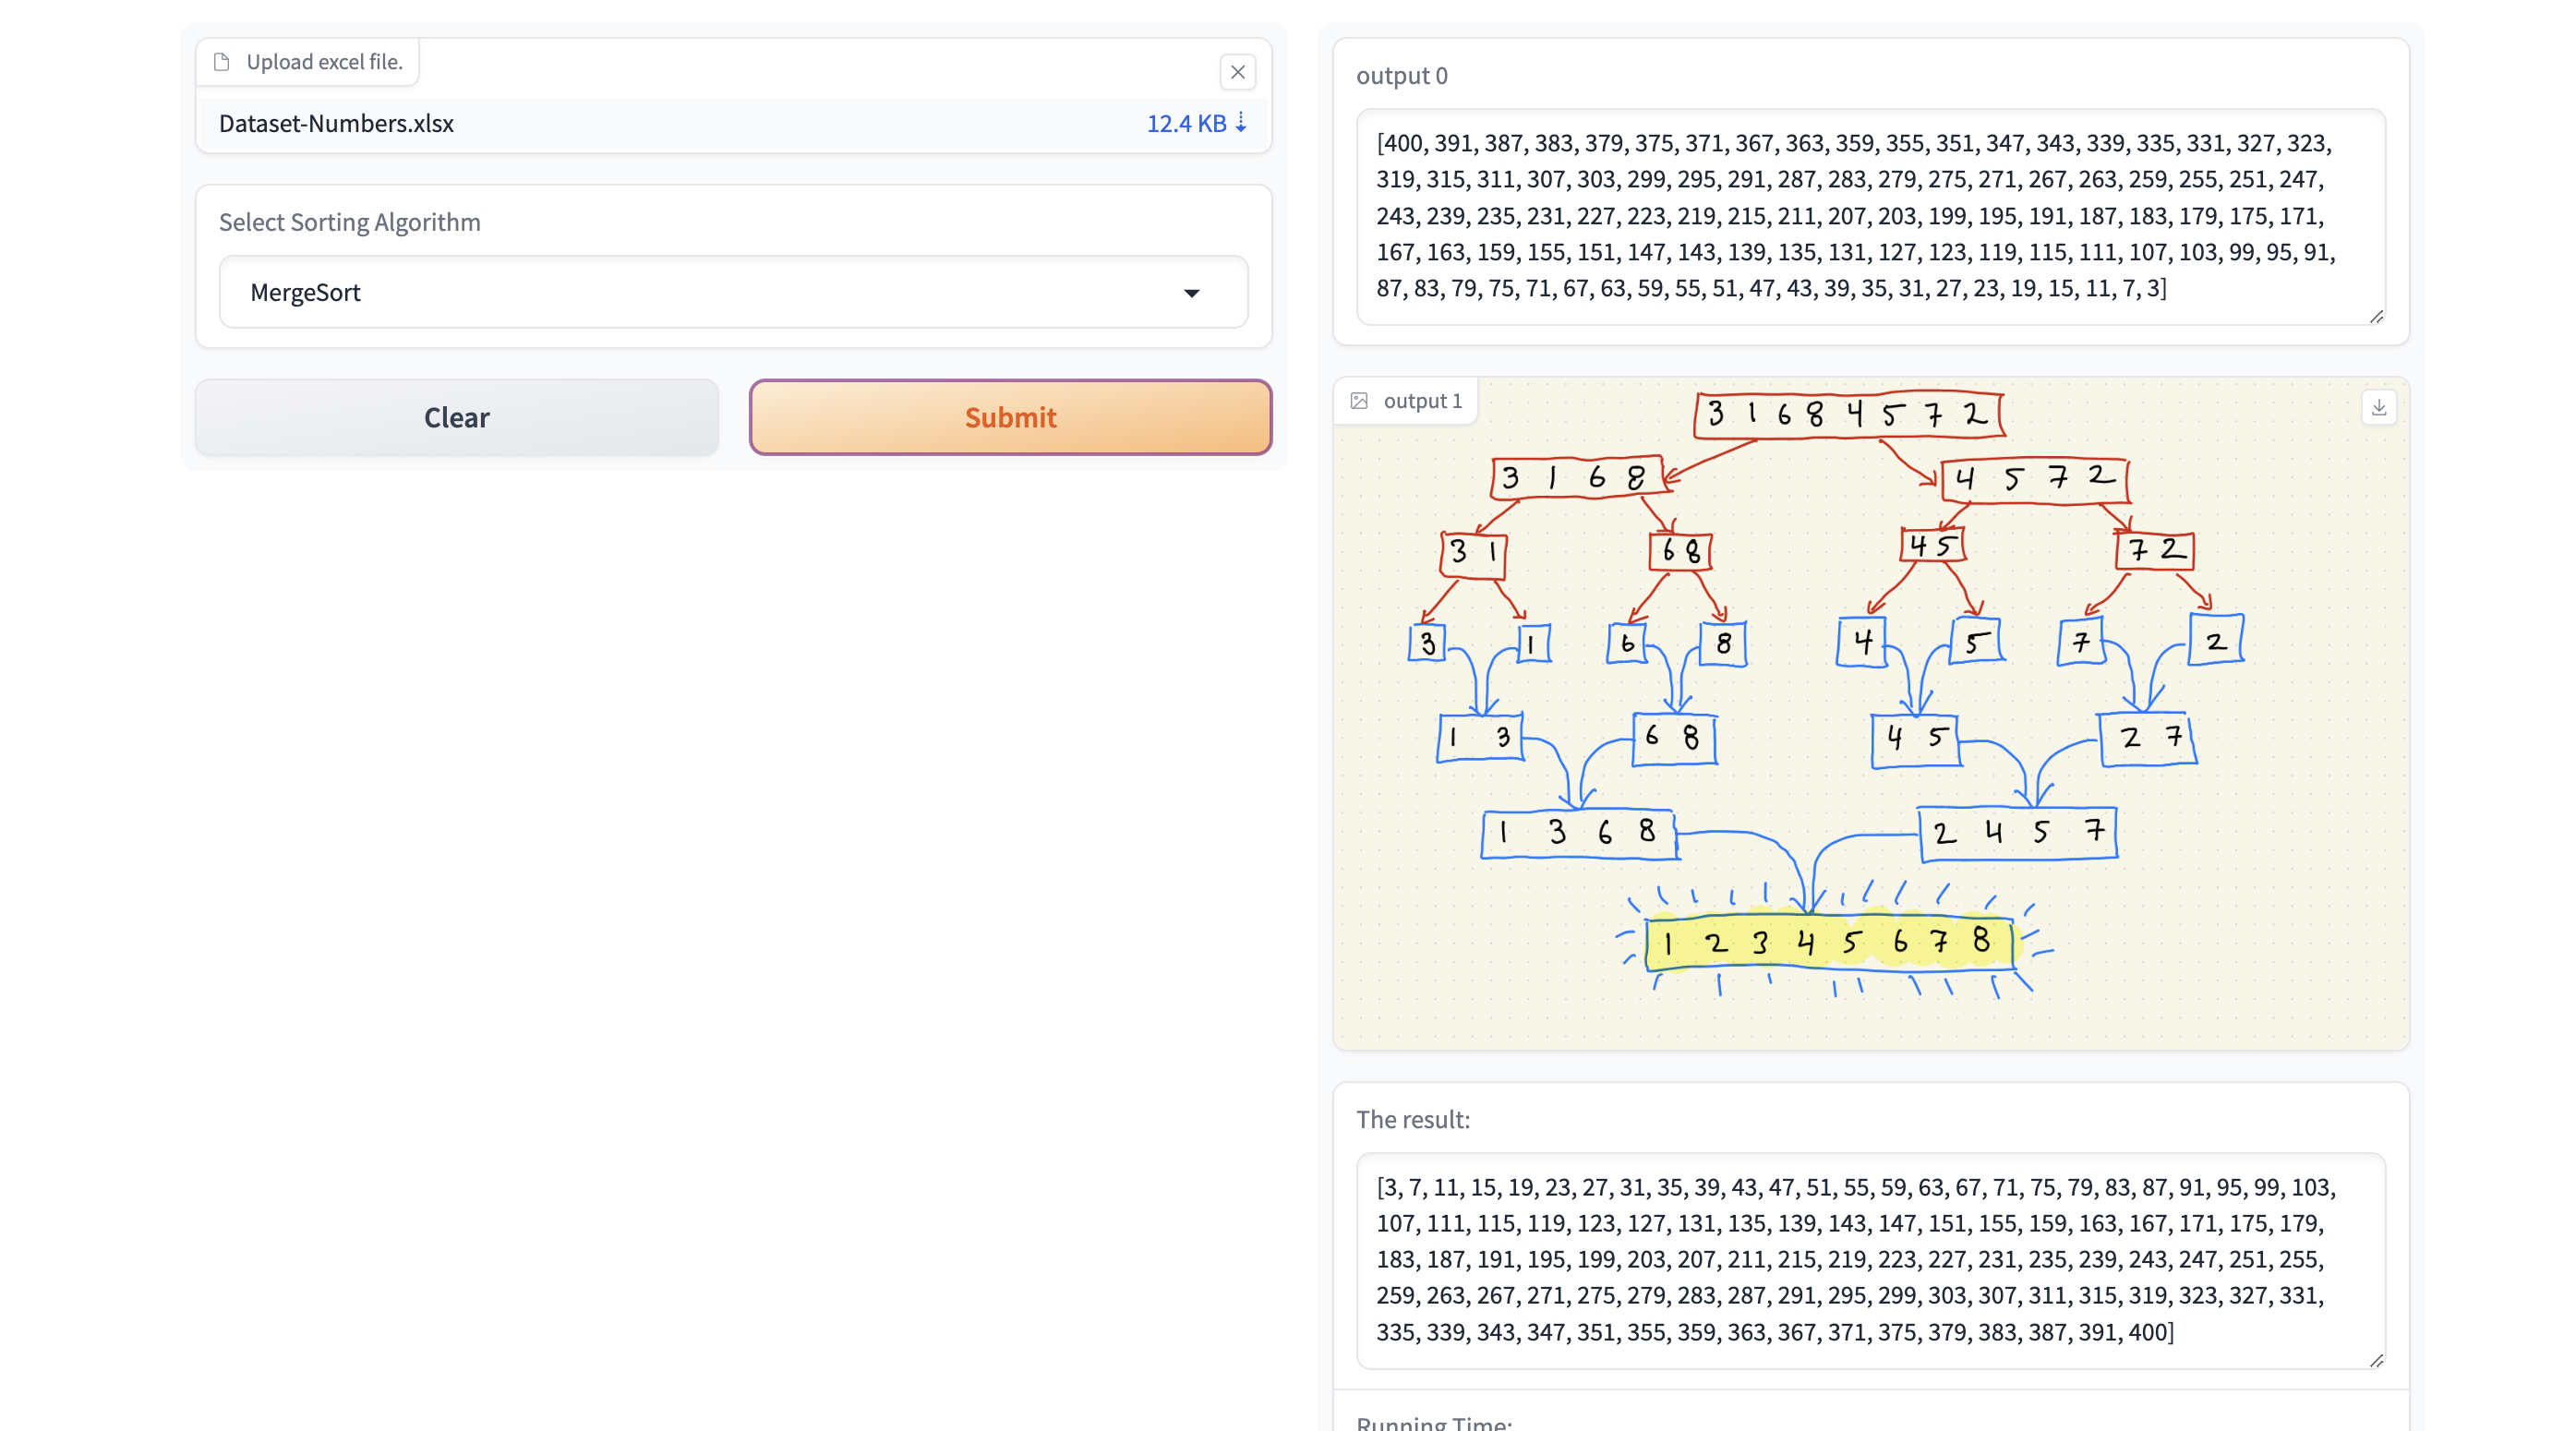 Upload excel file.
Dataset-Numbers.xlsx 12.4 KB
Select Sorting Algorithm
MergeSort
Clear Submit
output 0
[400, 391, 387, 383, 379, 375, 371, 367, 363, 359, 355, 351, 347, 343, 339, 335, 331, 327, 323,
319, 315, 311, 307, 303, 299, 295, 291, 287, 283, 279, 275, 271, 267, 263, 259, 255, 251, 247,
243, 239, 235, 231, 227, 223, 219, 215, 211, 207, 203, 199, 195, 191, 187, 183, 179, 175, 171,
167, 163, 159, 155, 151, 147, 143, 139, 135, 131, 127, 123, 119, 115, 111, 107, 103, 99, 95, 91,
87, 83, 79, 75, 71, 67, 63, 59, 55, 51, 47, 43, 39, 35, 31, 27, 23, 19, 15, 11, 7, 3]
output 1
3 1 6 8 4 5 7 2
3 1 6 8 4 5 7 2
3 1 6 8 4 5 7 2
3 1 6 8 4 5 7 2
1 3 6 8 4 5 2 7
1 3 6 8 2 4 5 7
1 2 3 4 5 6 7 8
The result:
[3, 7, 11, 15, 19, 23, 27, 31, 35, 39, 43, 47, 51, 55, 59, 63, 67, 71, 75, 79, 83, 87, 91, 95, 99, 103,
107, 111, 115, 119, 123, 127, 131, 135, 139, 143, 147, 151, 155, 159, 163, 167, 171, 175, 179,
183, 187, 191, 195, 199, 203, 207, 211, 215, 219, 223, 227, 231, 235, 239, 243, 247, 251, 255,
259, 263, 267, 271, 275, 279, 283, 287, 291, 295, 299, 303, 307, 311, 315, 319, 323, 327, 331,
335, 339, 343, 347, 351, 355, 359, 363, 367, 371, 375, 379, 383, 387, 391, 400]
Running Time: